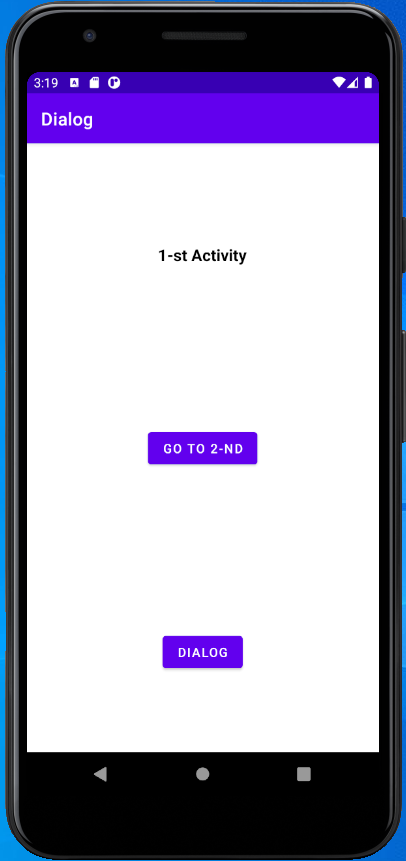 3:19
Dialog
1-st Activity
GO TO 2-ND
DIALOG